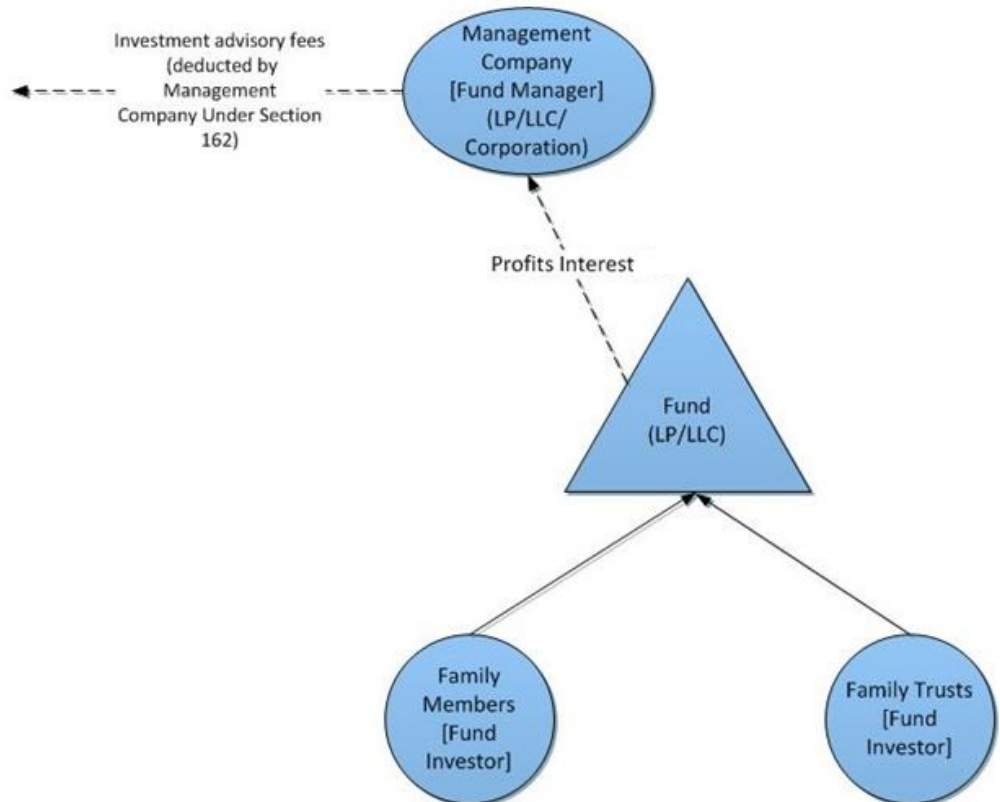 Investment advisory fees
(deducted by
Management
Company Under Section
162)
Management
Company
[Fund Manager]
(LP/LLC/
Corporation)
Profits Interest
Fund
(LP/LLC)
Family
Members
[Fund
Investor]
Family Trusts
[Fund
Investor]